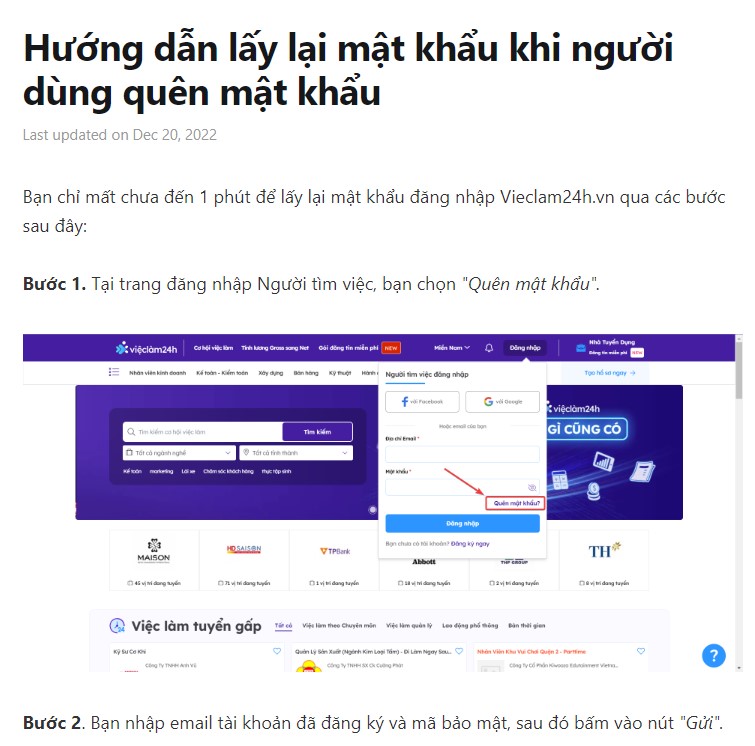 Hướng dẫn lấy lại mật khẩu khi người
dùng quên mật khẩu
Last updated on Dec 20, 2022
Bạn chỉ mất chưa đến 1 phút để lấy lại mật khẩu đăng nhập Vieclam24h.vn qua các bước
sau đây:
Bước 1. Tại trang đăng nhập Người tìm việc, bạn chọn "Quên mật khẩu".
việclàm24h Cơ hội việc làm Tính lương Gross sang Net Gói đăng tin miễn phí NEW Miền Nam Đăng nhập Nhà Tuyển Dụng
Đăng tin miễn phí NEW
Nhân viên kinh doanh Kế toán - Kiểm toán Xây dựng Bán hàng Kỹ thuật Hành Tạo hồ sơ ngay →
Người tìm việc đăng nhập
với Facebook với Google
Hoặc email của bạn
Địa chỉ Email *
Mật khẩu *
Quên mật khẩu?
Đăng nhập
Bạn chưa có tài khoản? Đăng ký ngay
Tìm kiếm cơ hội việc làm Tìm kiếm
Tất cả ngành nghề Tất cả tỉnh thành
Kế toán marketing Lái xe Chăm sóc khách hàng thực tập sinh
việclàm24h
GÌ CŨNG CÓ
MAISON HD SAISON TPBank Abbott THF GROUP TH
45 vị trí đang tuyển 71 vị trí đang tuyển 1 vị trí đang tuyển 18 vị trí đang tuyển 2 vị trí đang tuyển 8 vị trí đang tuyển
Việc làm tuyển gấp Tất cả Việc làm theo Chuyên môn Việc làm quản lý Lao động phổ thông Bán thời gian
Kỹ Sư Cơ Khí Quản Lý Sản Xuất (Ngành Kim Loại Tấm) - Đi Làm Ngay Sau... Nhân Viên Khu Vui Chơi Quận 3 - Parttime
Công Ty TNHH Anh Vũ Công Ty TNHH SX Ck Cường Phát Công Ty Cổ Phần Kiwooza Edutainment Vietna...
?
Bước 2. Bạn nhập email tài khoản đã đăng ký và mã bảo mật, sau đó bấm vào nút "Gửi".